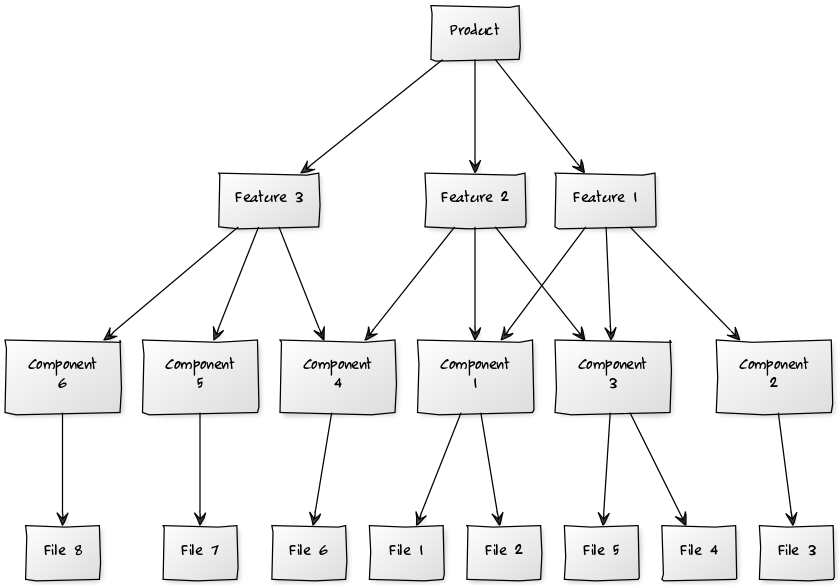 Product
Feature 3
Feature 2
Feature 1
Component
6
Component
5
Component
4
Component
1
Component
3
Component
2
File 8
File 7
File 6
File 1
File 2
File 5
File 4
File 3